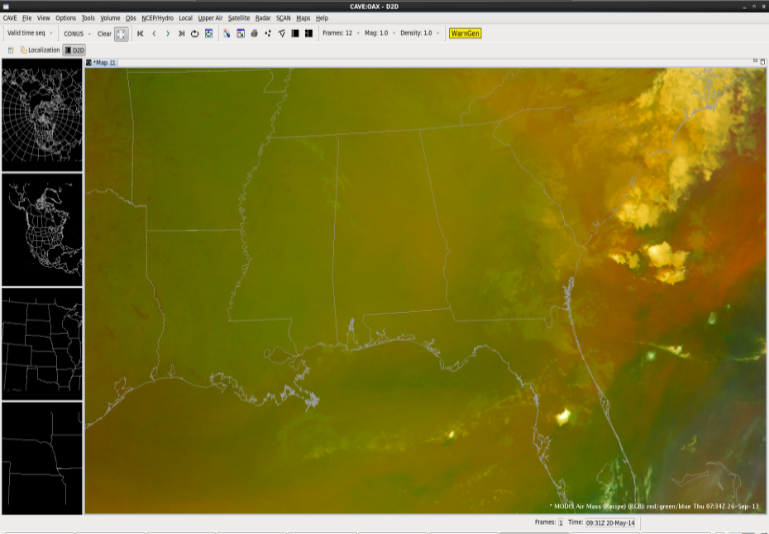 CAVE:OAX - D2D
CAVE File View Options Tools Volume Obs NCEP/Hydro Local Upper Air Satellite Radar SCAN Maps Help
Valid time seq CONUS Clear Frames: 12 Mag: 1.0 Density: 1.0 WarnGen
Localization D2D
*Map
* MODIS Air Mass (Recipe) (RGB): red/green/blue Thu 07:34Z 26-Sep-13
Frames: 1 Time: 09:31Z 20-May-14